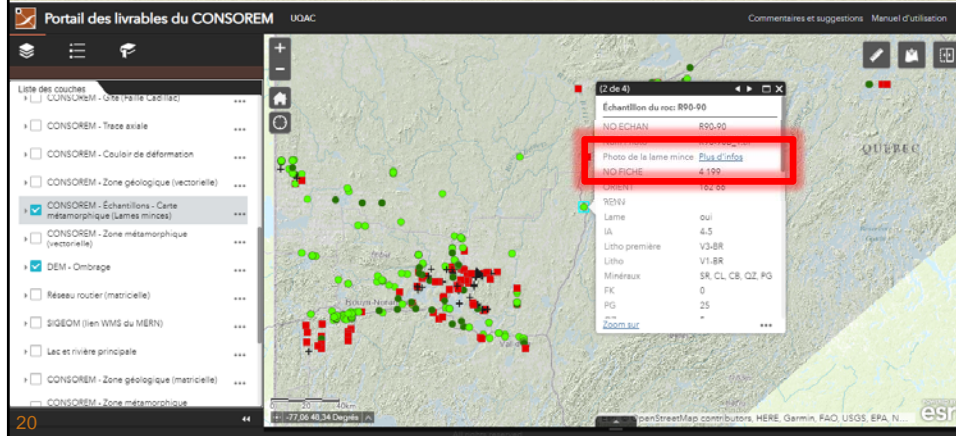 Portail des livrables du CONSOREM UQAC Commentaires et suggestions Manuel d'utilisation
Liste des couches
CONSOREM - Gîte (Faille Cadillac)
CONSOREM - Trace axiale
CONSOREM - Couloir de déformation
CONSOREM - Zone géologique (vectorielle)
CONSOREM - Échantillons - Carte
métamorphique (Lames minces)
CONSOREM - Zone métamorphique
(vectorielle)
DEM - Ombrage
Réseau routier (matricielle)
SIGEOM (lien WMS du MERN)
Lac et rivière principale
CONSOREM - Zone géologique (matricielle)
CONSOREM - Zone métamorphique
20
(2 de 4)
Échantillon du roc: R90-90
NO ECHAN R90-90
Photo de la lame mince Plus d'infos
NO FICHE 4 199
ORIENT 162 66
Lame oui
IA 4-5
Litho première V3-BR
Litho V1-BR
Minéraux SR, CL, CB, QZ, PG
FK 0
PG 25
Zoom sur
QUEBEC
0 20 40km
-77,06 48,34 Degrés
OpenStreetMap contributors, HERE, Garmin, FAO, USGS, EPA, N...
esri